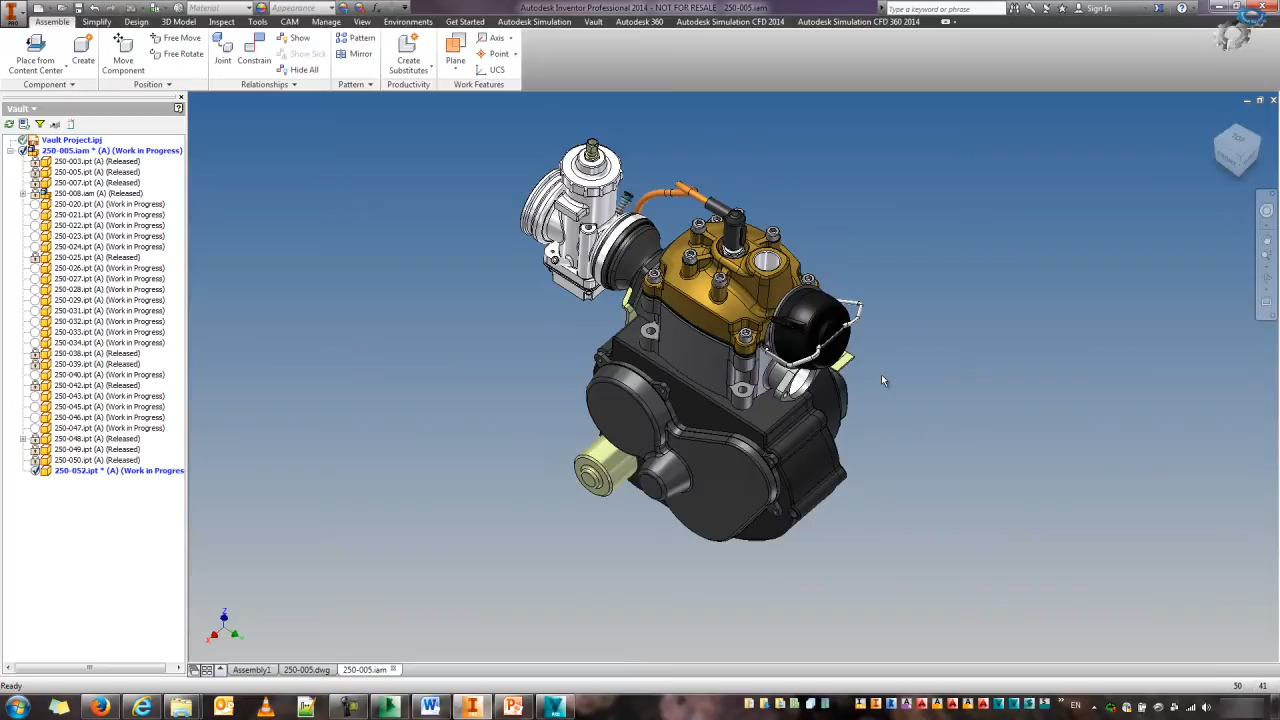 Autodesk Inventor Professional 2014 - NOT FOR RESALE   250-005.iam
Material
Appearance
Type a keyword or phrase
Sign In
PRO
Assemble Simplify Design 3D Model Inspect Tools CAM Manage View Environments Get Started Autodesk Simulation Vault Autodesk 360 Autodesk Simulation CFD 2014 Autodesk Simulation CFD 360 2014
Place from Content Center
Create
Move Component
Free Move
Free Rotate
Joint
Constrain
Show
Show Sick
Hide All
Pattern
Mirror
Create Substitutes
Plane
Axis
Point
UCS
Component
Position
Relationships
Pattern
Productivity
Work Features
Vault
Vault Project.ipj
250-005.iam * (A) (Work in Progress)
250-003.ipt (A) (Released)
250-005.ipt (A) (Released)
250-007.ipt (A) (Released)
250-008.iam (A) (Released)
250-020.ipt (A) (Work in Progress)
250-021.ipt (A) (Work in Progress)
250-022.ipt (A) (Work in Progress)
250-023.ipt (A) (Work in Progress)
250-024.ipt (A) (Work in Progress)
250-025.ipt (A) (Released)
250-026.ipt (A) (Work in Progress)
250-027.ipt (A) (Work in Progress)
250-028.ipt (A) (Work in Progress)
250-029.ipt (A) (Work in Progress)
250-031.ipt (A) (Work in Progress)
250-032.ipt (A) (Work in Progress)
250-033.ipt (A) (Work in Progress)
250-034.ipt (A) (Work in Progress)
250-038.ipt (A) (Released)
250-039.ipt (A) (Released)
250-040.ipt (A) (Work in Progress)
250-042.ipt (A) (Released)
250-043.ipt (A) (Work in Progress)
250-045.ipt (A) (Work in Progress)
250-046.ipt (A) (Work in Progress)
250-047.ipt (A) (Work in Progress)
250-048.ipt (A) (Released)
250-049.ipt (A) (Released)
250-050.ipt (A) (Released)
250-052.ipt * (A) (Work in Progres
TOP
Z
X
Assembly1 250-005.dwg 250-005.iam
Ready
50 41
EN